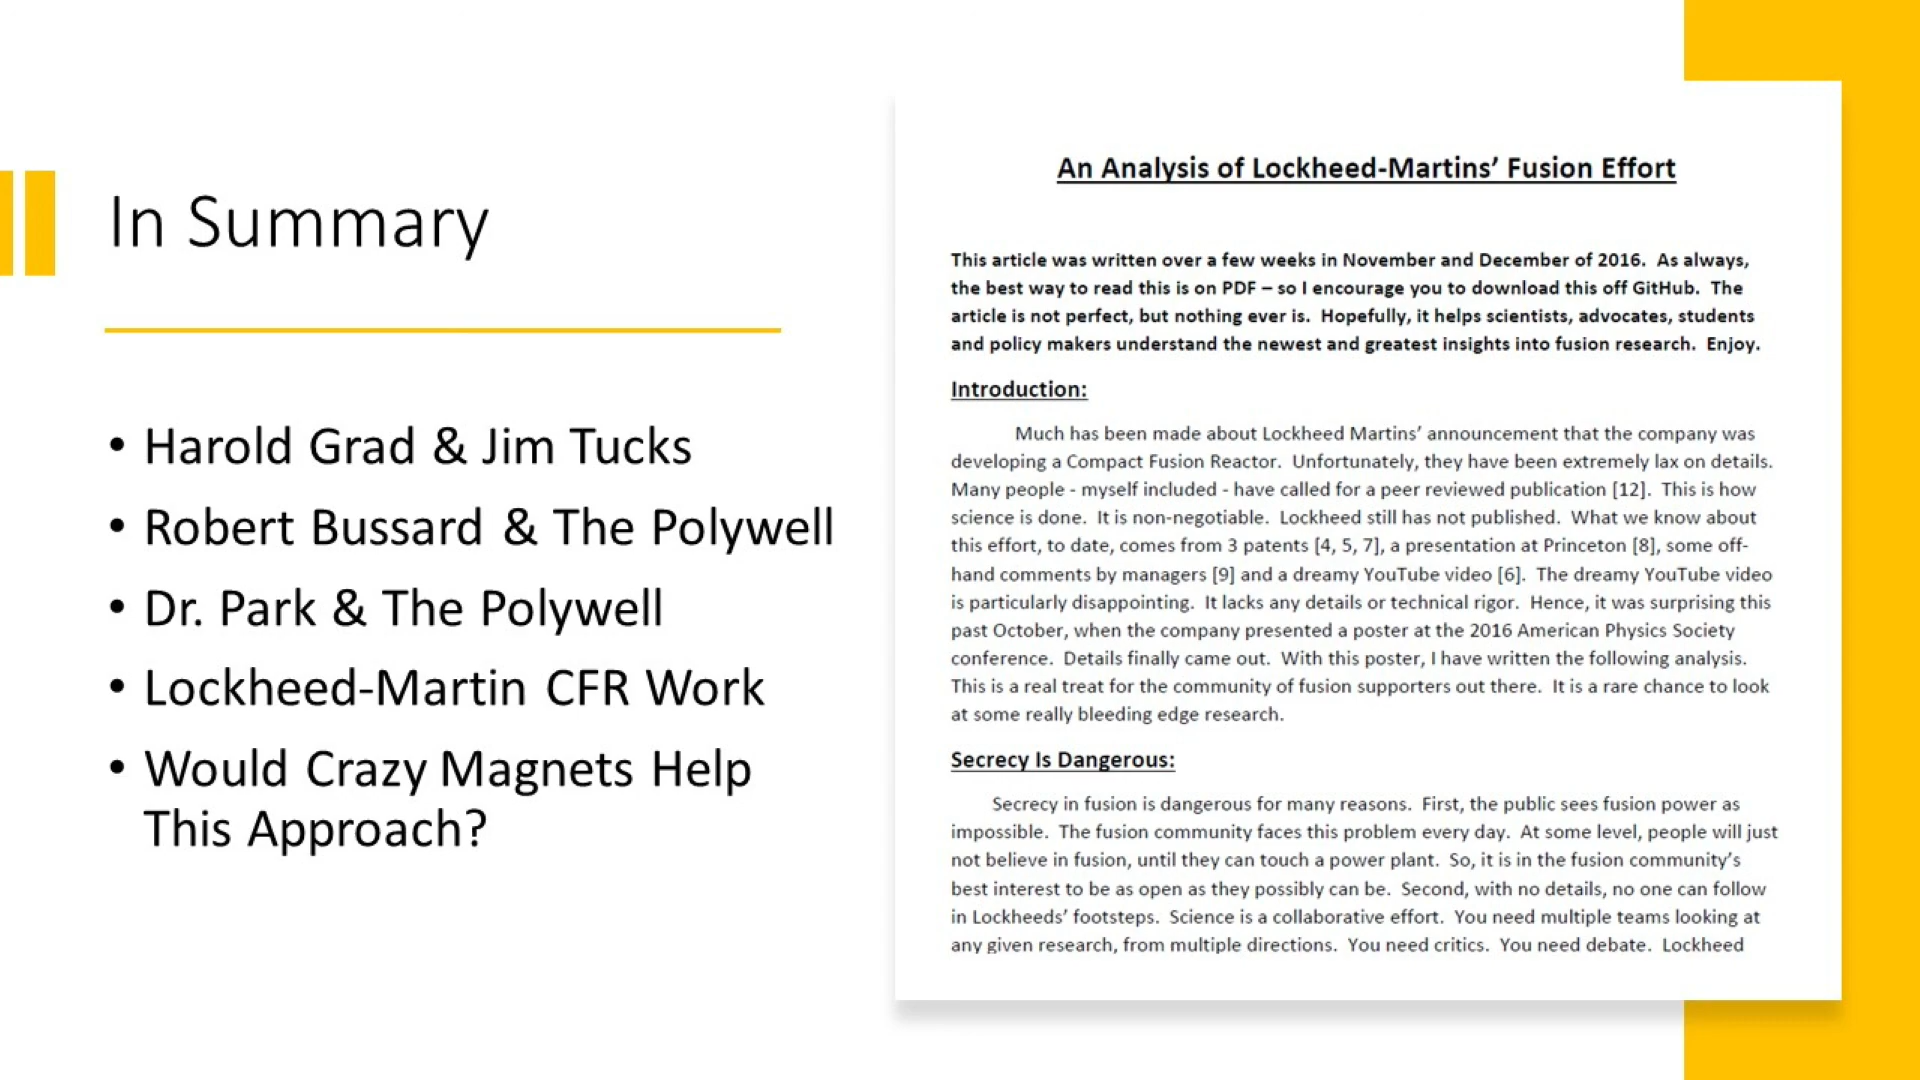 In Summary
• Harold Grad & Jim Tucks
• Robert Bussard & The Polywell
• Dr. Park & The Polywell
• Lockheed-Martin CFR Work
• Would Crazy Magnets Help
This Approach?
An Analysis of Lockheed-Martins’ Fusion Effort
This article was written over a few weeks in November and December of 2016. As always,
the best way to read this is on PDF – so I encourage you to download this off GitHub. The
article is not perfect, but nothing ever is. Hopefully, it helps scientists, advocates, students
and policy makers understand the newest and greatest insights into fusion research. Enjoy.
Introduction:
Much has been made about Lockheed Martins’ announcement that the company was
developing a Compact Fusion Reactor. Unfortunately, they have been extremely lax on details.
Many people - myself included - have called for a peer reviewed publication [12]. This is how
science is done. It is non-negotiable. Lockheed still has not published. What we know about
this effort, to date, comes from 3 patents [4, 5, 7], a presentation at Princeton [8], some off-
hand comments by managers [9] and a dreamy YouTube video [6]. The dreamy YouTube video
is particularly disappointing. It lacks any details or technical rigor. Hence, it was surprising this
past October, when the company presented a poster at the 2016 American Physics Society
conference. Details finally came out. With this poster, I have written the following analysis.
This is a real treat for the community of fusion supporters out there. It is a rare chance to look
at some really bleeding edge research.
Secrecy Is Dangerous:
Secrecy in fusion is dangerous for many reasons. First, the public sees fusion power as
impossible. The fusion community faces this problem every day. At some level, people will just
not believe in fusion, until they can touch a power plant. So, it is in the fusion community’s
best interest to be as open as they possibly can be. Second, with no details, no one can follow
in Lockheeds’ footsteps. Science is a collaborative effort. You need multiple teams looking at
any given research, from multiple directions. You need critics. You need debate. Lockheed